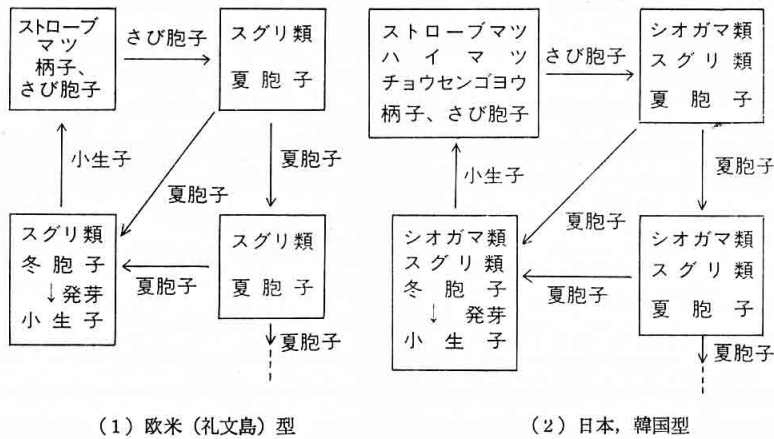 ストローブ
マツ
柄子、
さび胞子
さび胞子
スグリ類
夏胞子
小生子
夏胞子
夏胞子
スグリ類
冬胞子
↓発芽
小生子
夏胞子
スグリ類
夏胞子
夏胞子
(1) 欧米 (礼文島) 型
ストローブマツ
ハイマツ
チョウセンゴヨウ
柄子、さび胞子
さび胞子
シオガマ類
スグリ類
夏胞子
小生子
夏胞子
夏胞子
シオガマ類
スグリ類
冬胞子
↓ 発芽
小生子
夏胞子
シオガマ類
スグリ類
夏胞子
夏胞子
(2) 日本, 韓国型